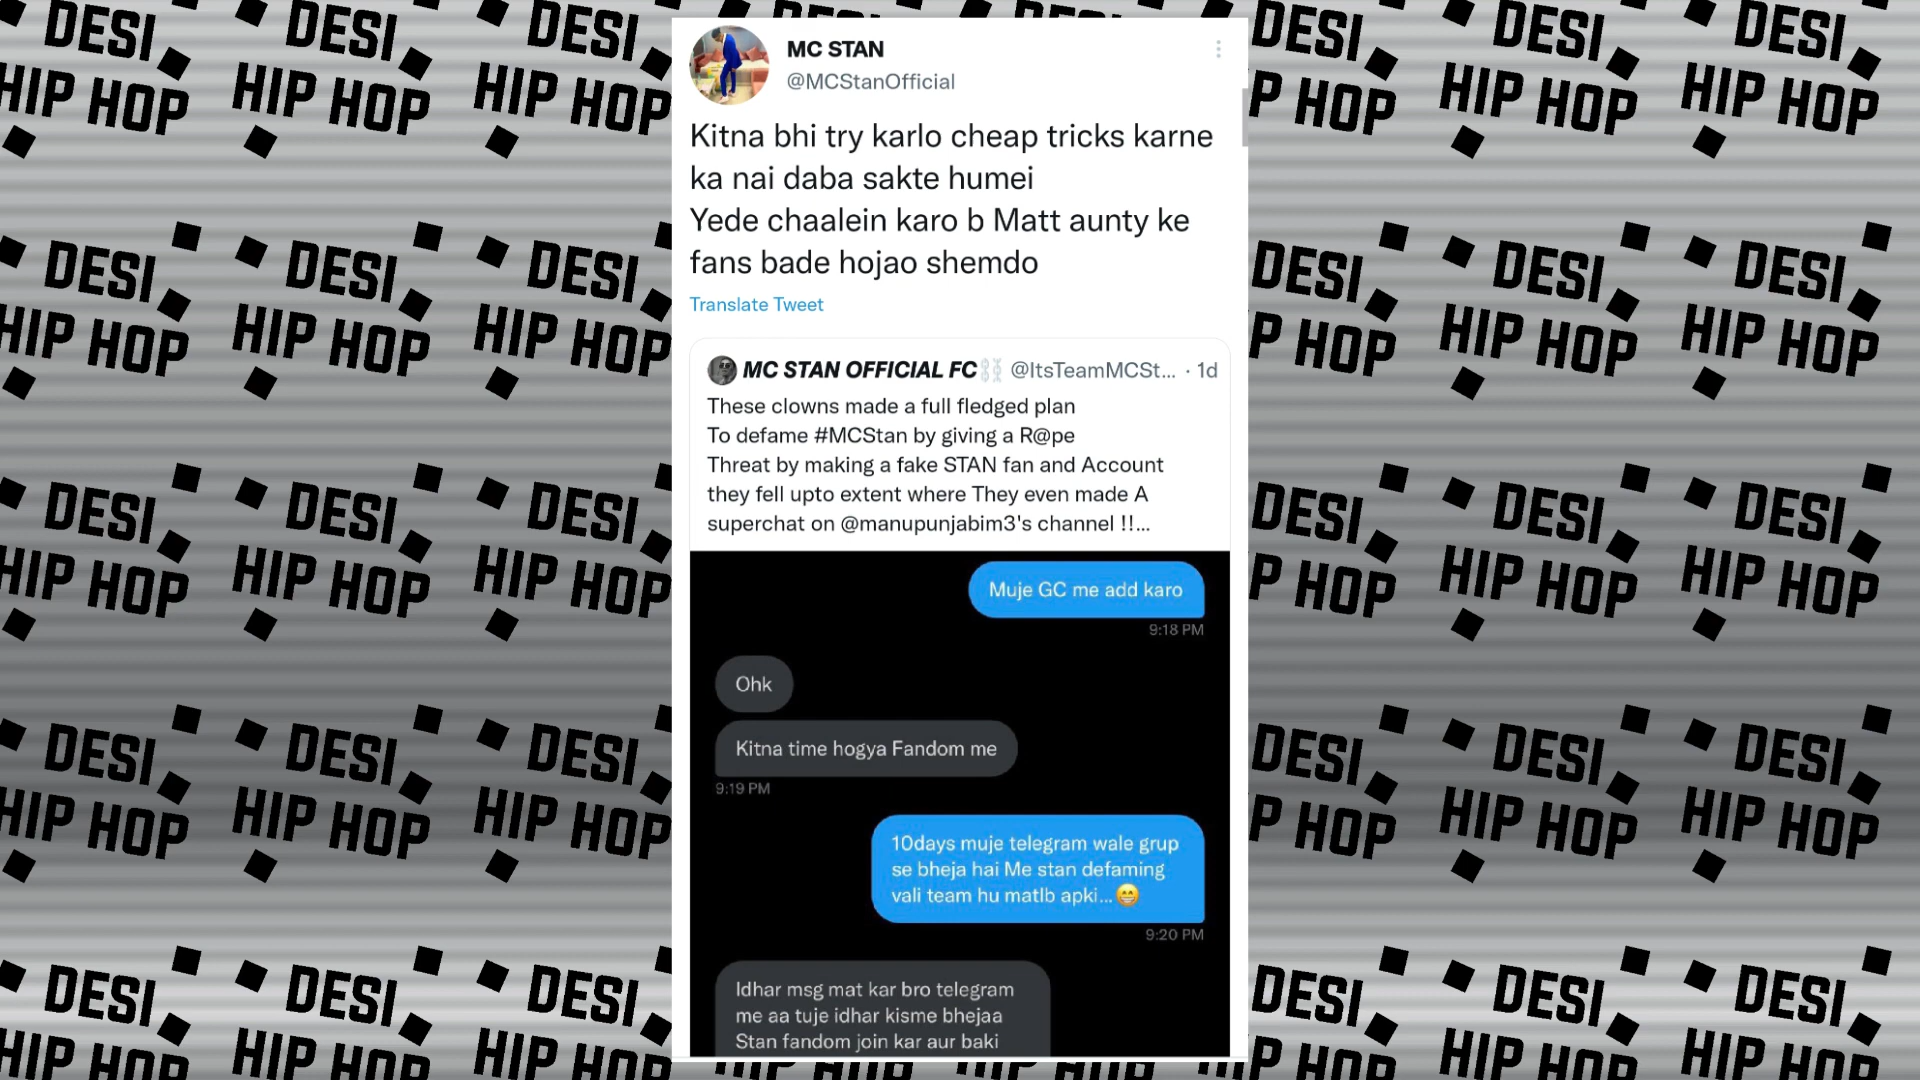 MC STAN
@MCStanOfficial
Kitna bhi try karlo cheap tricks karne
ka nai daba sakte humei
Yede chaalein karo b Matt aunty ke
fans bade hojao shemdo
Translate Tweet
MC STAN OFFICIAL FC⛓️ @ItsTeamMCSt... · 1d
These clowns made a full fledged plan
To defame #MCStan by giving a R@pe
Threat by making a fake STAN fan and Account
they fell upto extent where They even made A
superchat on @manupunjabim3's channel !!...
Muje GC me add karo
9:18 PM
Ohk
Kitna time hogya Fandom me
9:19 PM
10days muje telegram wale grup
se bheja hai Me stan defaming
vali team hu matlb apki...😁
9:20 PM
Idhar msg mat kar bro telegram
me aa tuje idhar kisme bhejaa
Stan fandom join kar aur baki
DESI
HIP HOP